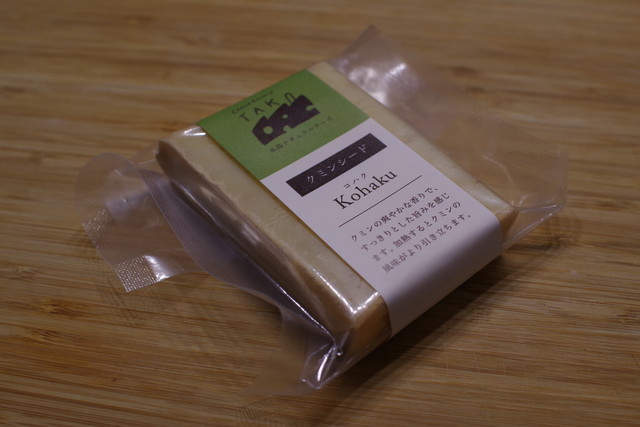 TAKO
クミンシード
コハク
Kohaku
クミンの爽やかな香りで、
すっきりとした旨みを感じ
ます。加熱するとクミンの
風味がより引き立ちます。